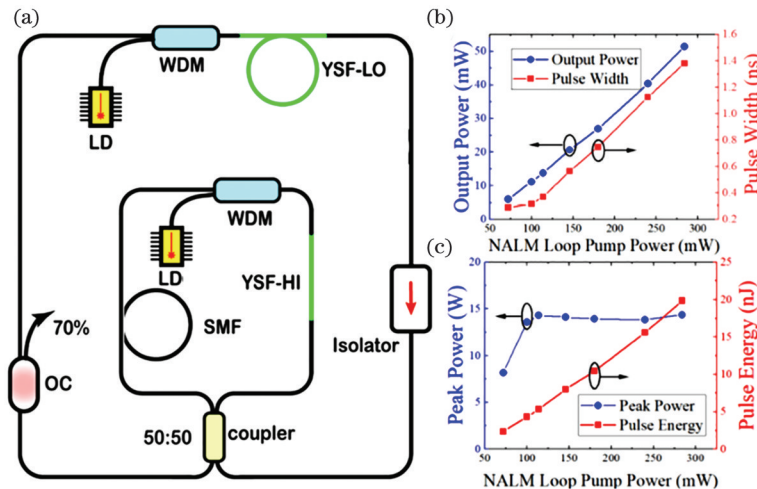 (a)
WDM
YSF-LO
LD
WDM
LD
YSF-HI
SMF
70%
OC
Isolator
50:50
coupler
(b)
Output Power (mW)
50
40
30
20
10
0
Output Power
Pulse Width
1.6
1.4
1.2
1.0
0.8
0.6
0.4
0.2
Pulse Width (ns)
50 100 150 200 250 300
NALM Loop Pump Power (mW)
(c)
Peak Power (W)
20
15
10
5
0
Peak Power
Pulse Energy
25
20
15
10
5
0
Pulse Energy (nJ)
50 100 150 200 250 300
NALM Loop Pump Power (mW)